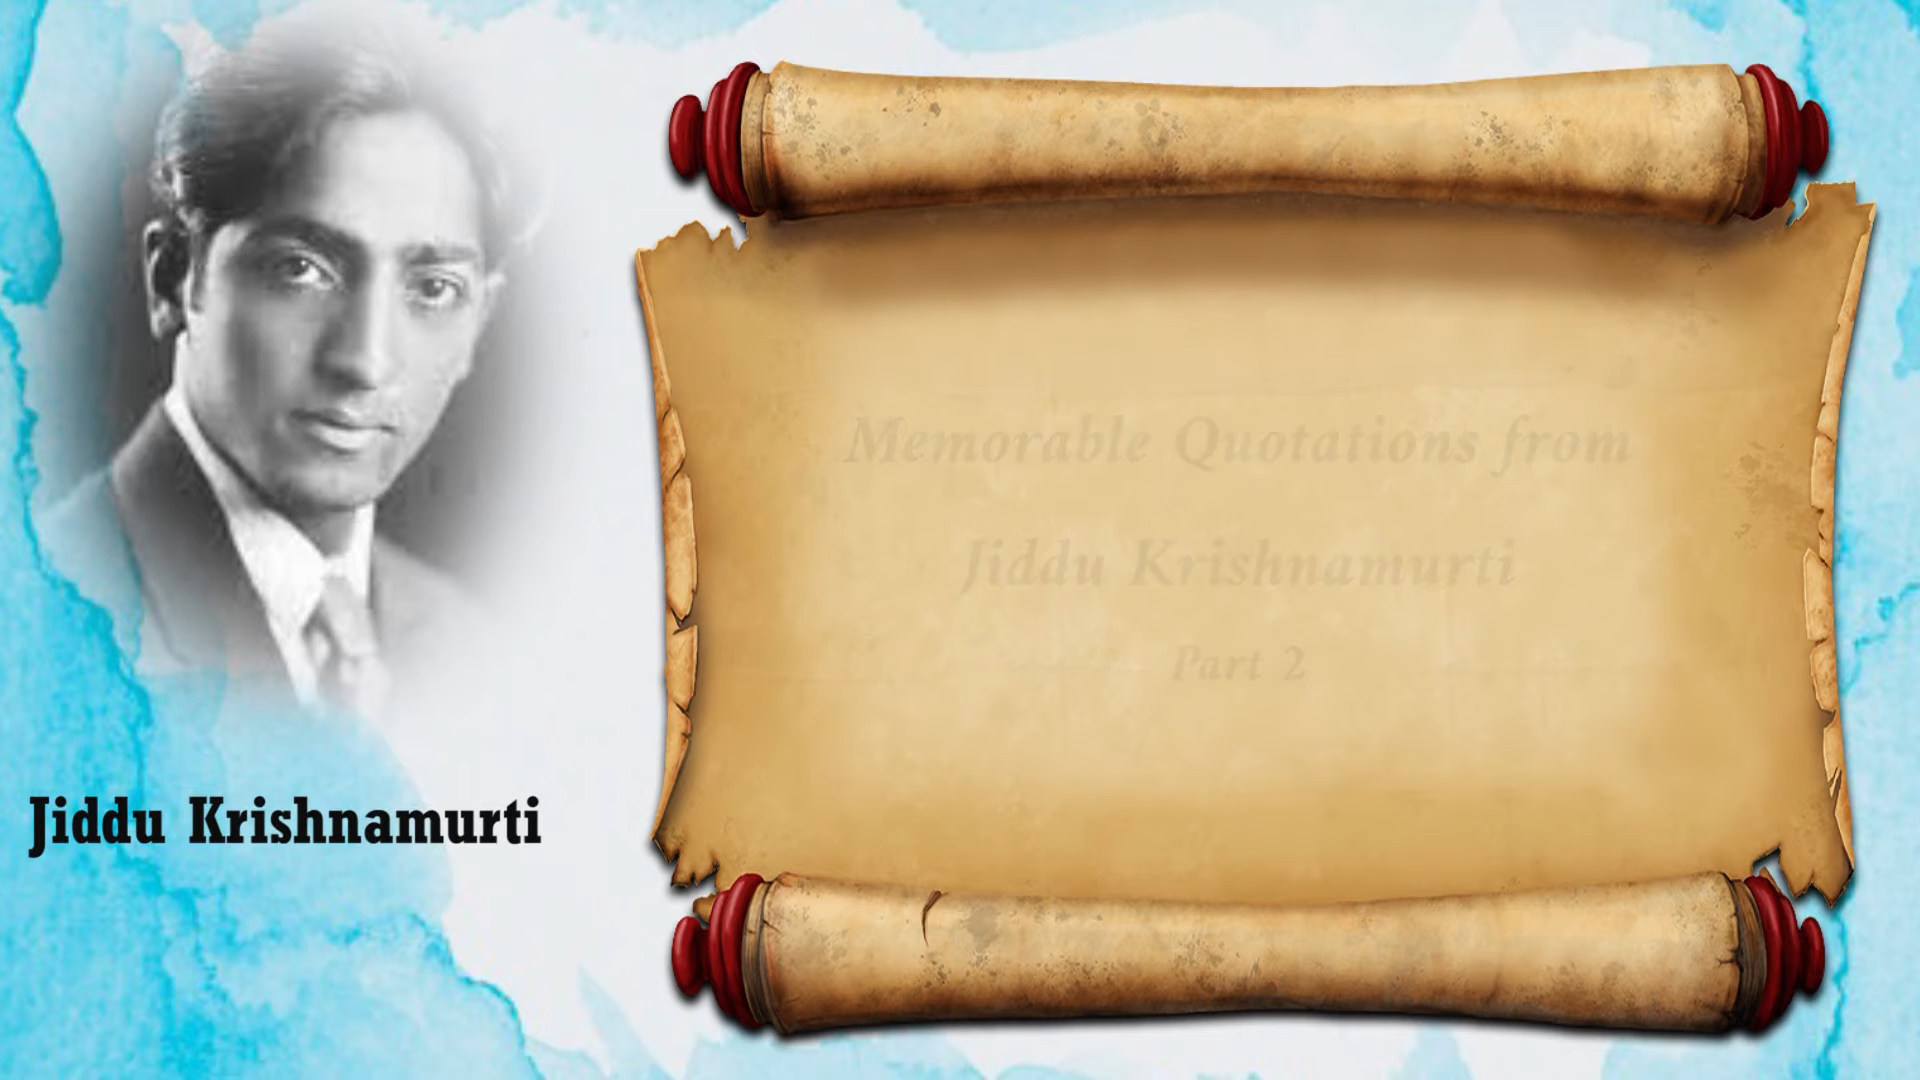 Memorable Quotations from
Jiddu Krishnamurti
Part 2
Jiddu Krishnamurti